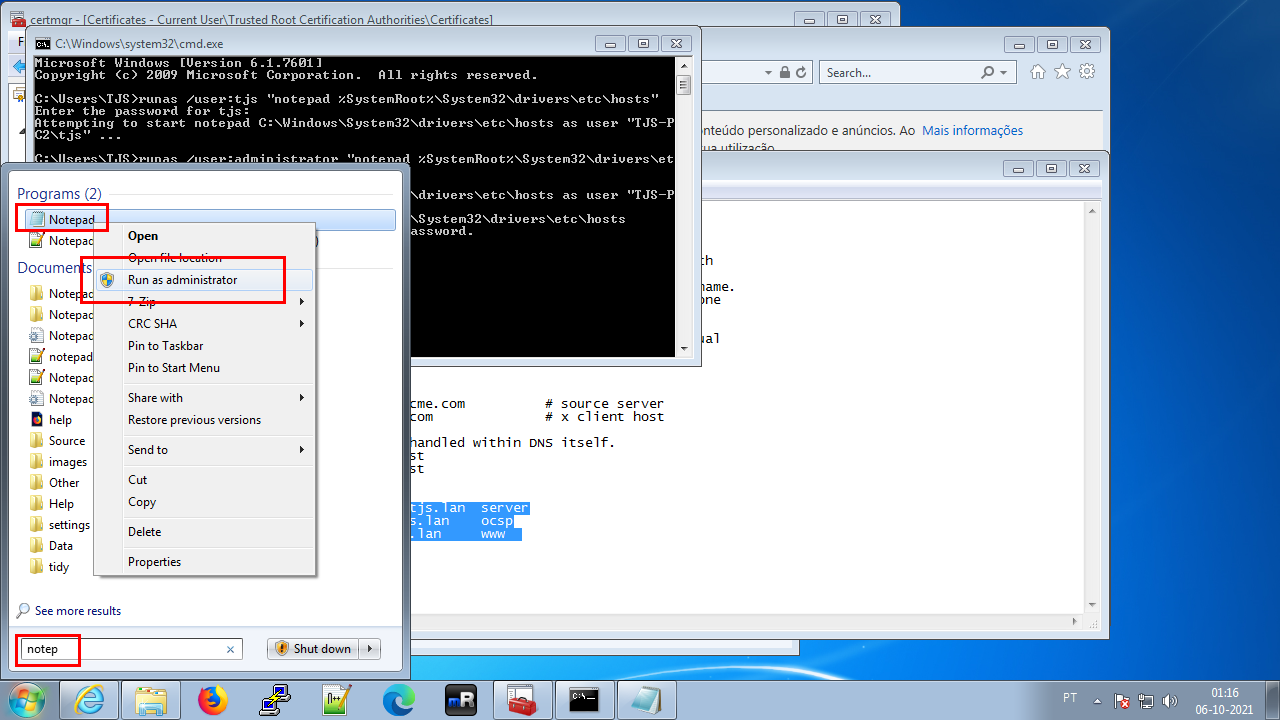 certmgr - [Certificates - Current User\Trusted Root Certification Authorities\Certificates]
F
C:\Windows\system32\cmd.exe
Microsoft Windows [Version 6.1.7601]
Copyright (c) 2009 Microsoft Corporation.  All rights reserved.
C:\Users\TJS>runas /user:tjs "notepad %SystemRoot%\System32\drivers\etc\hosts"
Enter the password for tjs:
Attempting to start notepad C:\Windows\System32\drivers\etc\hosts as user "TJS-P
C2\tjs" ...
C:\Users\TJS>runas /user:administrator "notepad %SystemRoot%\System32\drivers\et
\drivers\etc\hosts as user "TJS-P
\System32\drivers\etc\hosts
assword.
Search...
onteúdo personalizado e anúncios. Ao Mais informações
ua utilização
th
name.
one
ual
cme.com          # source server
com              # x client host
handled within DNS itself.
st
st
tjs.lan  server
s.lan    ocsp
.lan     www
Programs (2)
Notepad
Notepad
)
Documents
Notepad
Notepad
Notepad
notepad
Notepad
Notepad
help
Source
images
Other
Help
settings
Data
tidy
See more results
notep
Shut down
Open
Open file location
Run as administrator
7-Zip
CRC SHA
Pin to Taskbar
Pin to Start Menu
Share with
Restore previous versions
Send to
Cut
Copy
Delete
Properties
mR
PT
01:16
06-10-2021